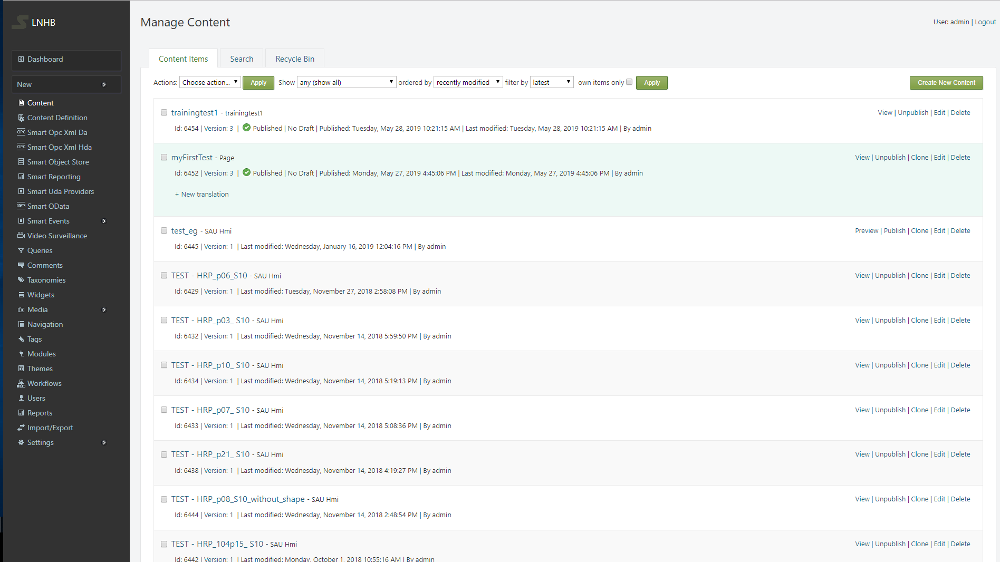 LNHB
Manage Content
User: admin | Logout
Dashboard
New
Content
Content Definition
OPC Smart Opc Xml Da
OPC Smart Opc Xml Hda
Smart Object Store
Smart Reporting
Smart Uda Providers
Smart OData
Smart Events
Video Surveillance
Queries
Comments
Taxonomies
Widgets
Media
Navigation
Tags
Modules
Themes
Workflows
Users
Reports
Import/Export
Settings
Content Items Search Recycle Bin
Actions: Choose action... Apply Show any (show all) ordered by recently modified filter by latest own items only Apply Create New Content
trainingtest1 - trainingtest1 View | Unpublish | Edit | Delete
Id: 6454 | Version: 3 | Published | No Draft | Published: Tuesday, May 28, 2019 10:21:15 AM | Last modified: Tuesday, May 28, 2019 10:21:15 AM | By admin
myFirstTest - Page View | Unpublish | Clone | Edit | Delete
Id: 6452 | Version: 3 | Published | No Draft | Published: Monday, May 27, 2019 4:45:06 PM | Last modified: Monday, May 27, 2019 4:45:06 PM | By admin
+ New translation
test_eg - SAU Hmi Preview | Publish | Clone | Edit | Delete
Id: 6445 | Version: 1 | Last modified: Wednesday, January 16, 2019 12:04:16 PM | By admin
TEST - HRP_p06_S10 - SAU Hmi View | Unpublish | Clone | Edit | Delete
Id: 6429 | Version: 1 | Last modified: Tuesday, November 27, 2018 2:58:08 PM | By admin
TEST - HRP_p03_ S10 - SAU Hmi View | Unpublish | Clone | Edit | Delete
Id: 6432 | Version: 1 | Last modified: Wednesday, November 14, 2018 5:59:50 PM | By admin
TEST - HRP_p10_ S10 - SAU Hmi View | Unpublish | Clone | Edit | Delete
Id: 6434 | Version: 1 | Last modified: Wednesday, November 14, 2018 5:19:13 PM | By admin
TEST - HRP_p07_ S10 - SAU Hmi View | Unpublish | Clone | Edit | Delete
Id: 6433 | Version: 1 | Last modified: Wednesday, November 14, 2018 5:08:36 PM | By admin
TEST - HRP_p21_ S10 - SAU Hmi View | Unpublish | Clone | Edit | Delete
Id: 6438 | Version: 1 | Last modified: Wednesday, November 14, 2018 4:19:27 PM | By admin
TEST - HRP_p08_S10_without_shape - SAU Hmi View | Unpublish | Clone | Edit | Delete
Id: 6444 | Version: 1 | Last modified: Wednesday, November 14, 2018 2:48:54 PM | By admin
TEST - HRP_104p15_ S10 - SAU Hmi View | Unpublish | Clone | Edit | Delete
Id: 6442 | Version: 1 | Last modified: Monday, October 1, 2018 10:55:16 AM | By admin